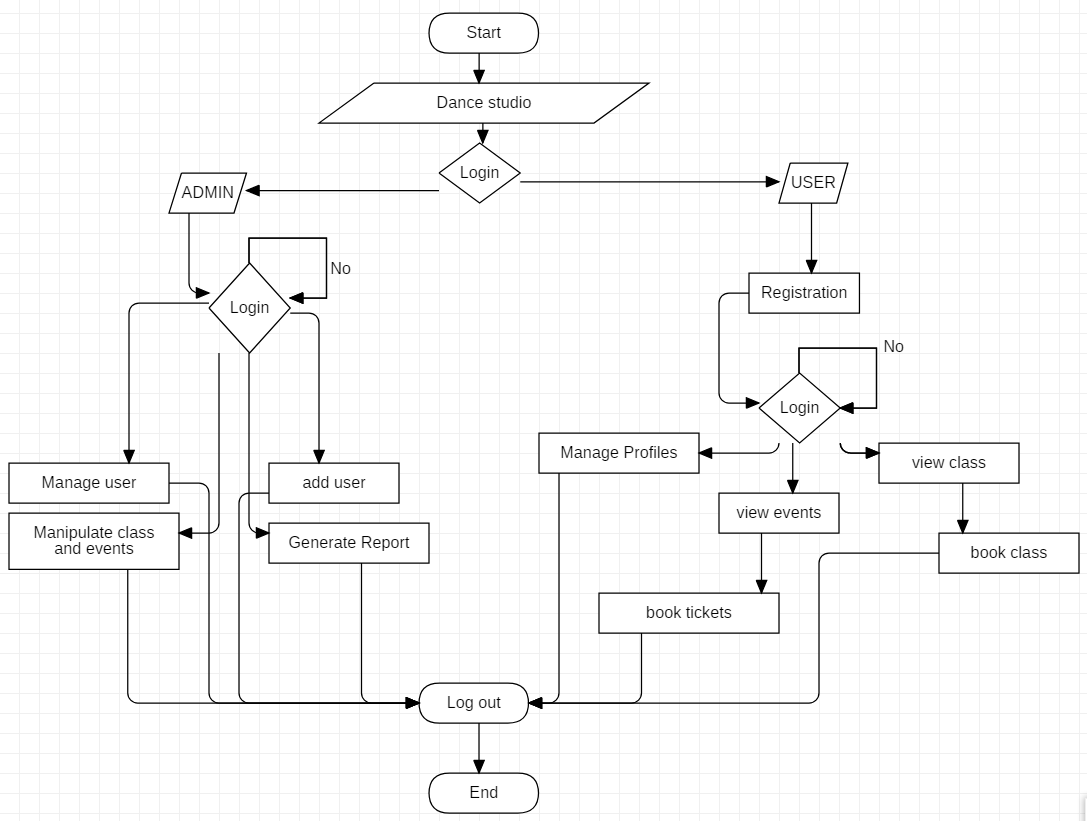 Start
Dance studio
Login
ADMIN
USER
No
Login
Registration
No
Login
Manage Profiles
view class
Manage user
add user
view events
Manipulate class
and events
Generate Report
book class
book tickets
Log out
End